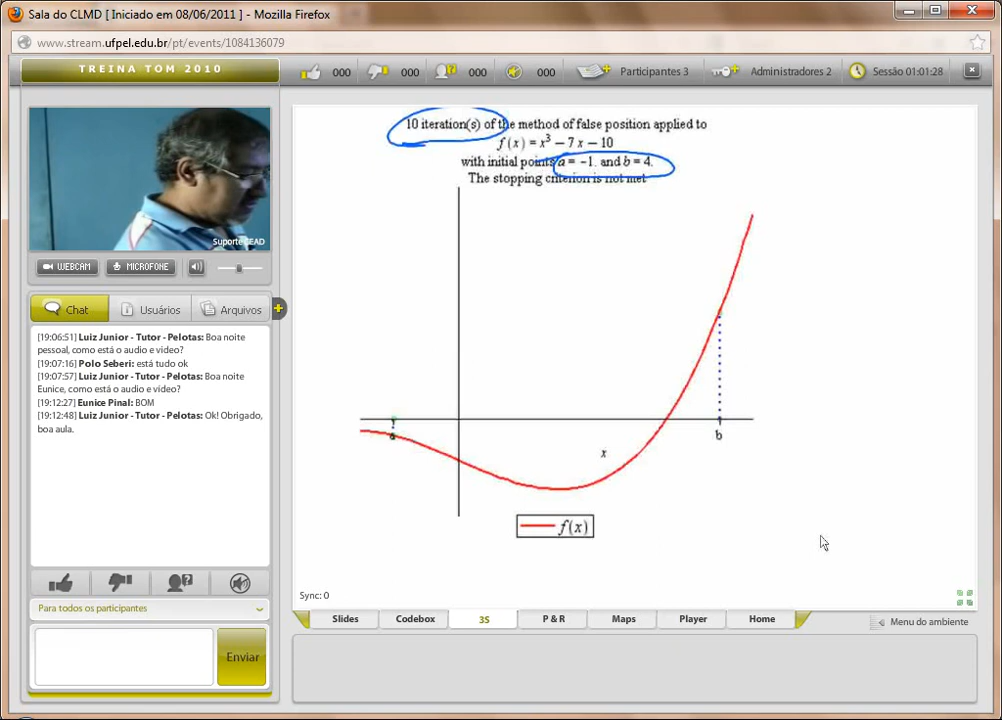 Sala do CLMD [ Iniciado em 08/06/2011 ] - Mozilla Firefox
www.stream.ufpel.edu.br/pt/events/1084136079
TREINA TOM 2010
000 000 000 000 Participantes 3 Administradores 2 Sessão 01:01:28
Suporte CEAD
WEBCAM MICROFONE
Chat Usuários Arquivos
[19:06:51] Luiz Junior - Tutor - Pelotas: Boa noite
pessoal, como está o audio e video?
[19:07:16] Polo Seberi: está tudo ok
[19:07:57] Luiz Junior - Tutor - Pelotas: Boa noite
Eunice, como está o audio e vídeo?
[19:12:27] Eunice Pinal: BOM
[19:12:48] Luiz Junior - Tutor - Pelotas: Ok! Obrigado,
boa aula.
Para todos os participantes
Enviar
10 iteration(s) of the method of false position applied to
f(x) = x³ − 7 x − 10
with initial points a = −1. and b = 4.
The stopping criterion is not met
a
b
x
f(x)
Sync: 0
Slides Codebox 3S P & R Maps Player Home
Menu do ambiente